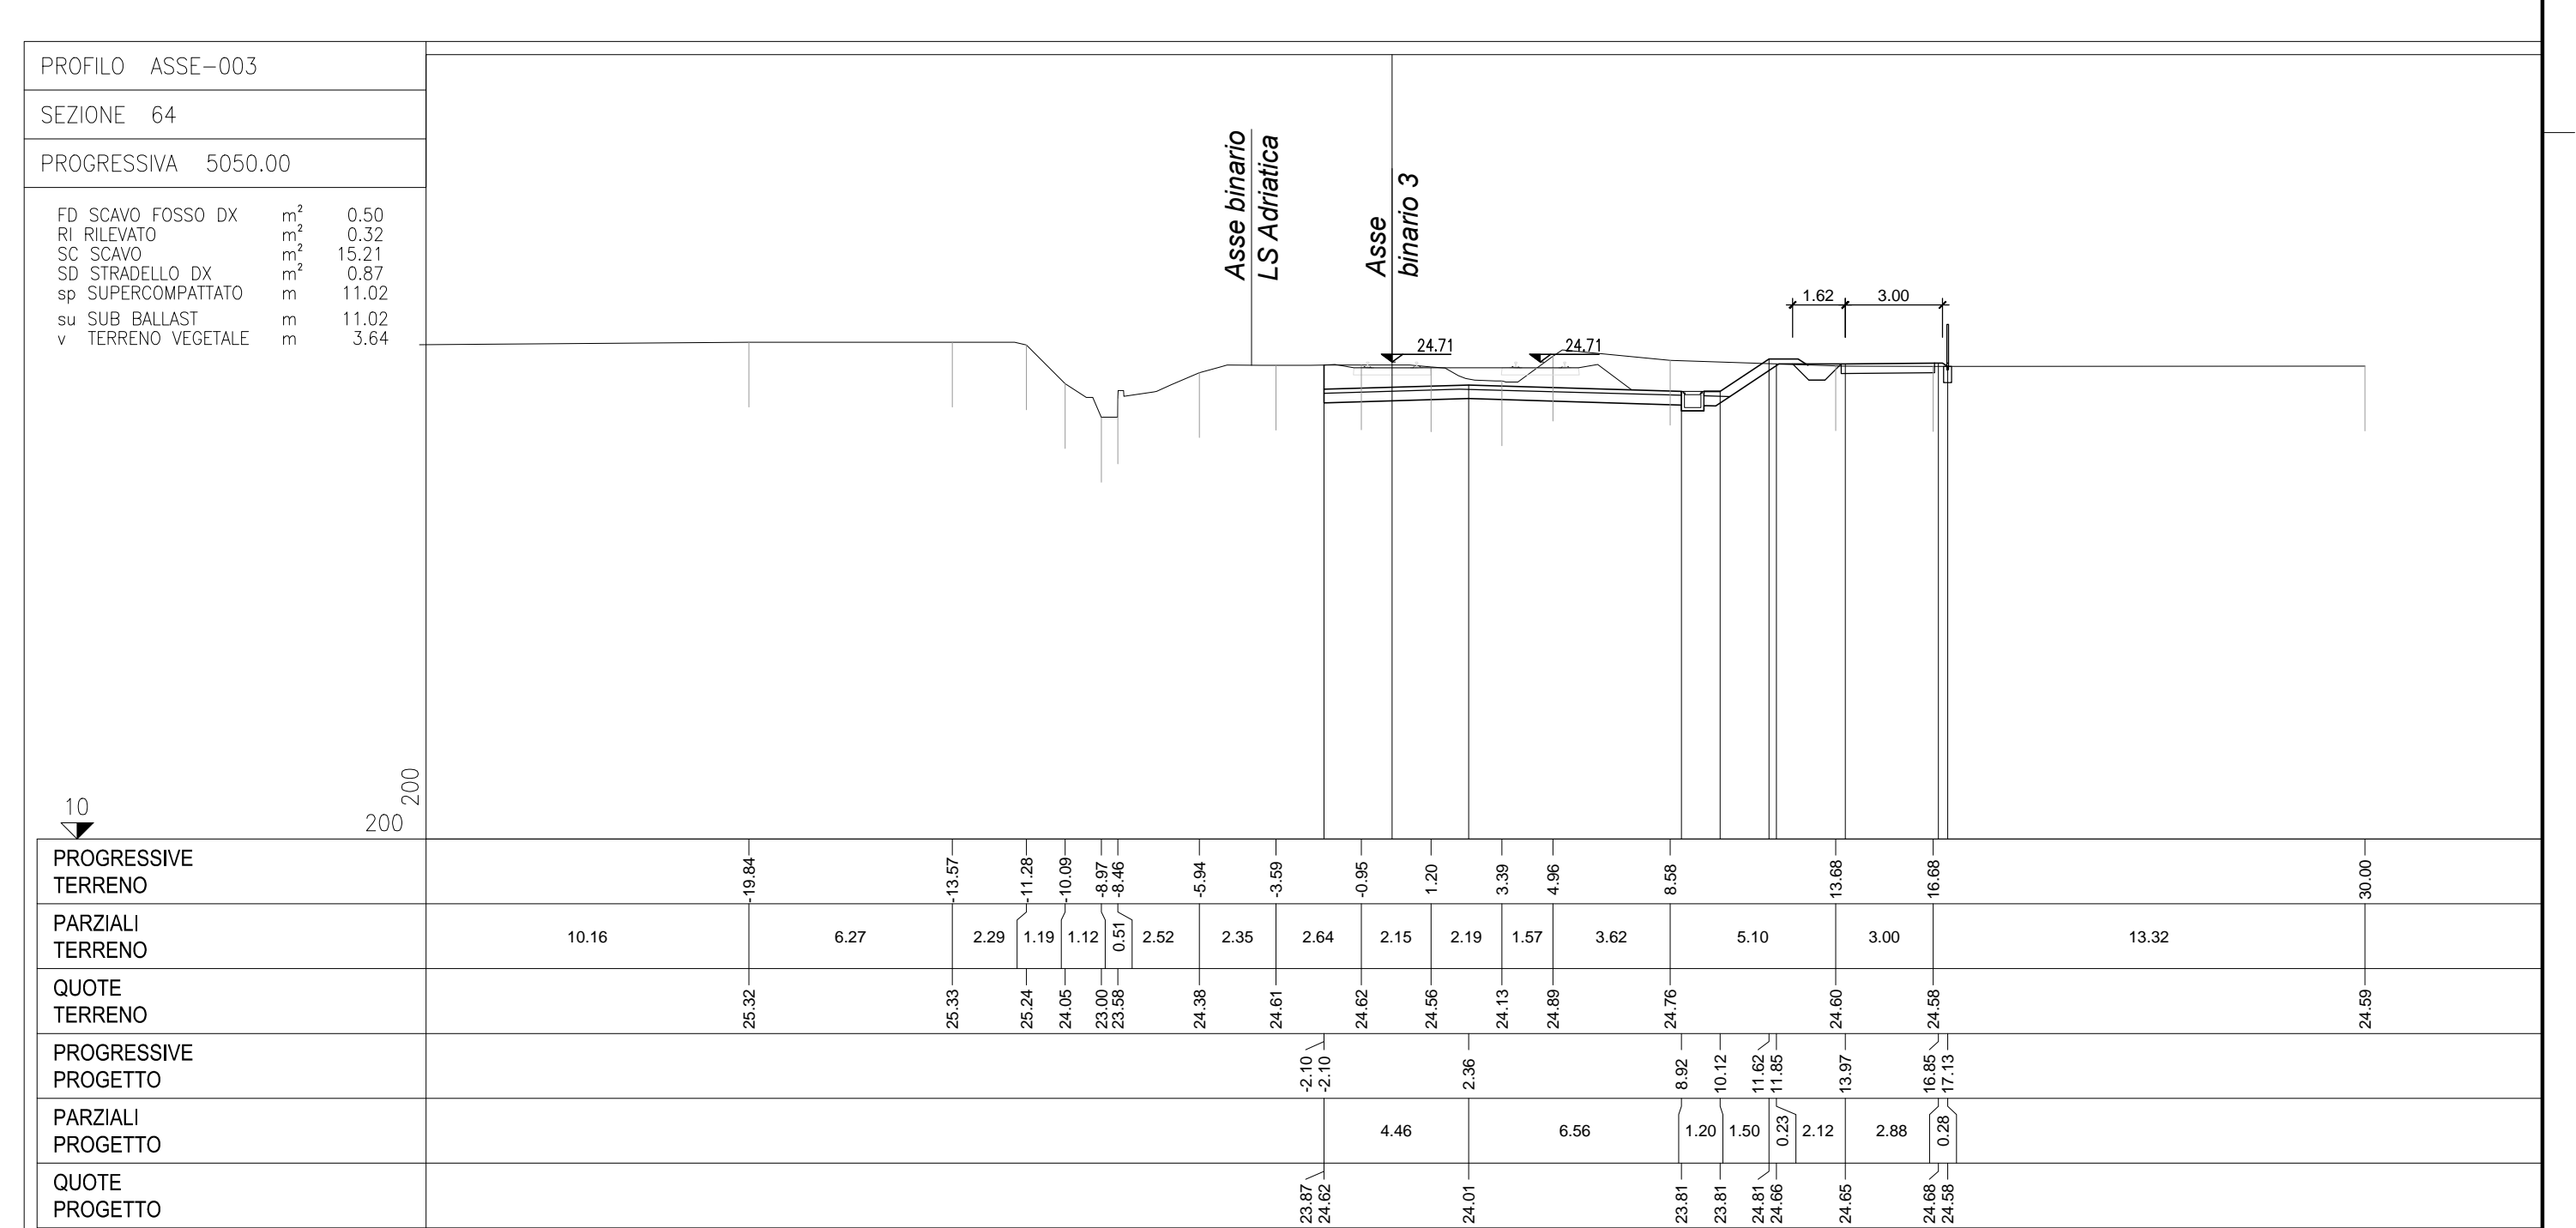 PROFILO ASSE-003
SEZIONE 64
PROGRESSIVA 5050.00
FD SCAVO FOSSO DX m² 0.50
RI RILEVATO m² 0.32
SC SCAVO m² 15.21
SD STRADELLO DX m² 0.87
sp SUPERCOMPATTATO m 11.02
su SUB BALLAST m 11.02
v TERRENO VEGETALE m 3.64
Asse binario
LS Adriatica
Asse
binario 3
1.62 3.00
24.71 24.71
10
200
200
PROGRESSIVE
TERRENO
-19.84 -13.57 -11.28 -10.09 -8.97 -8.46 -5.94 -3.59 -0.95 1.20 3.39 4.96 8.58 13.68 16.68 30.00
PARZIALI
TERRENO
10.16 6.27 2.29 1.19 1.12 0.51 2.52 2.35 2.64 2.15 2.19 1.57 3.62 5.10 3.00 13.32
QUOTE
TERRENO
25.32 25.33 25.24 24.05 23.00 23.58 24.38 24.61 24.62 24.56 24.13 24.89 24.76 24.60 24.58 24.59
PROGRESSIVE
PROGETTO
-2.10 -2.10 2.36 8.92 10.12 11.62 11.85 13.97 16.85 17.13
PARZIALI
PROGETTO
4.46 6.56 1.20 1.50 0.23 2.12 2.88 0.28
QUOTE
PROGETTO
23.87 24.62 24.01 23.81 23.81 24.81 24.66 24.65 24.68 24.58